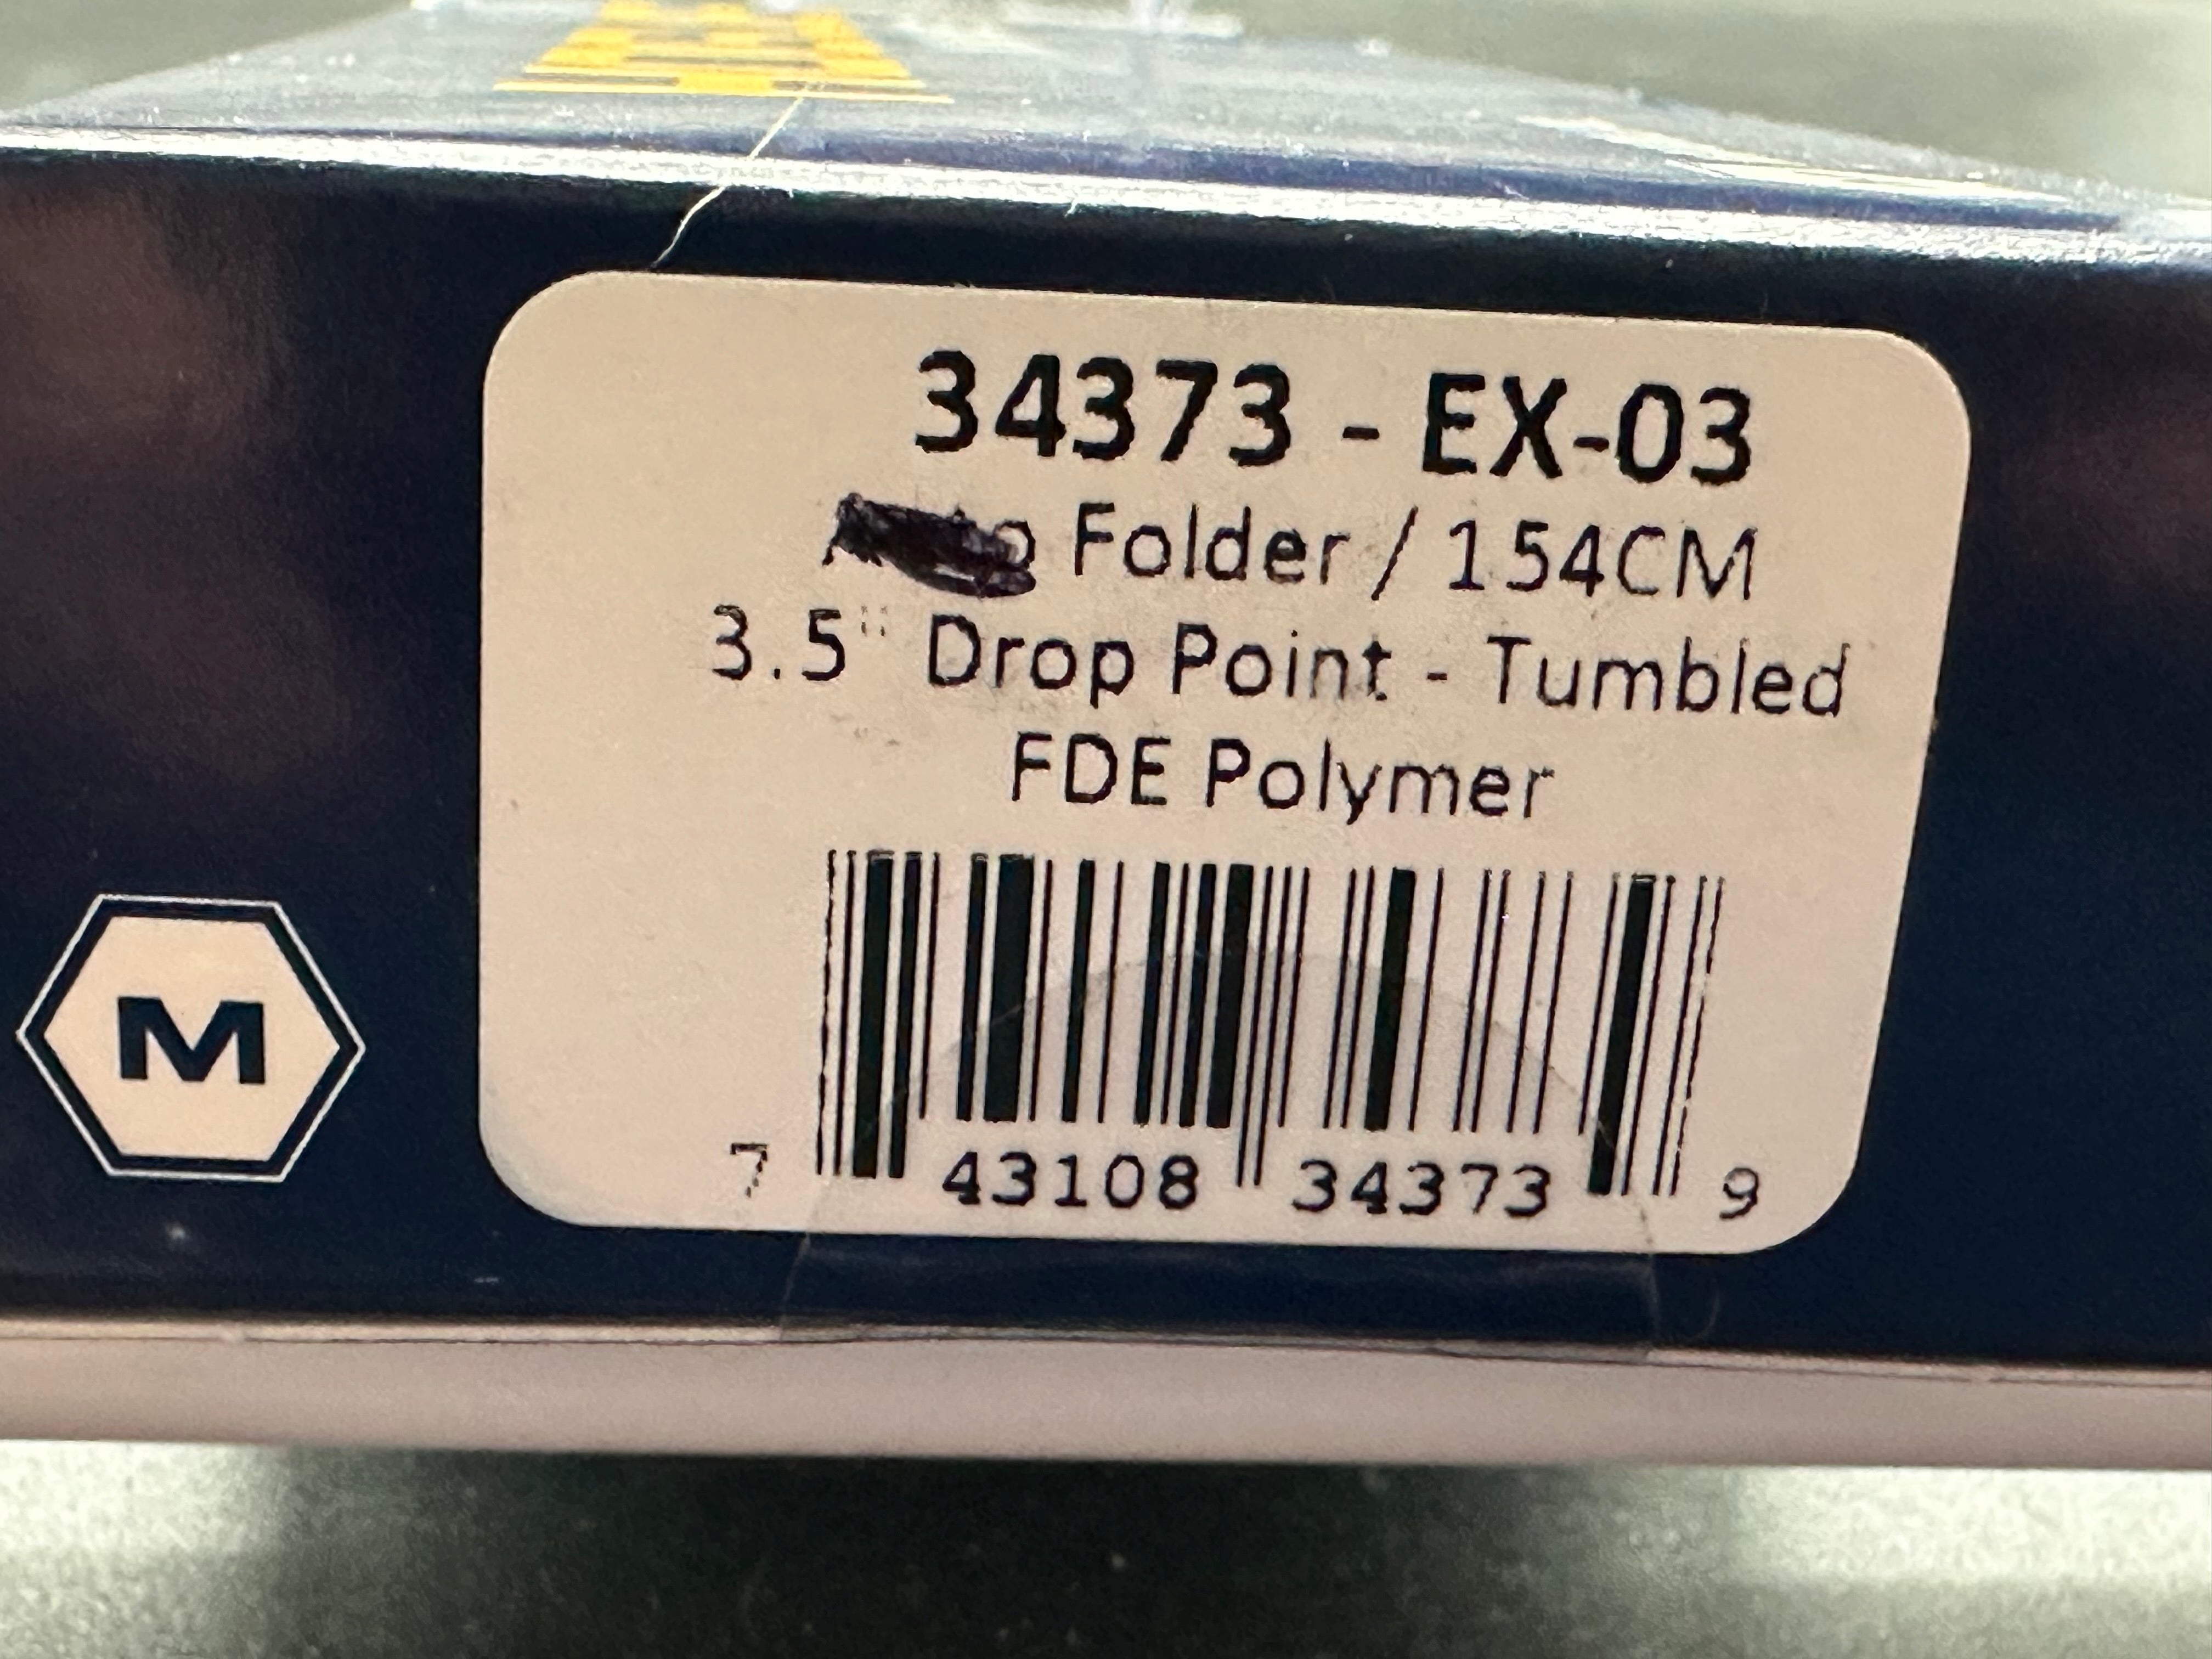 34373 - EX-03
Folder / 154CM
3.5" Drop Point - Tumbled
FDE Polymer
7 43108 34373 9
M